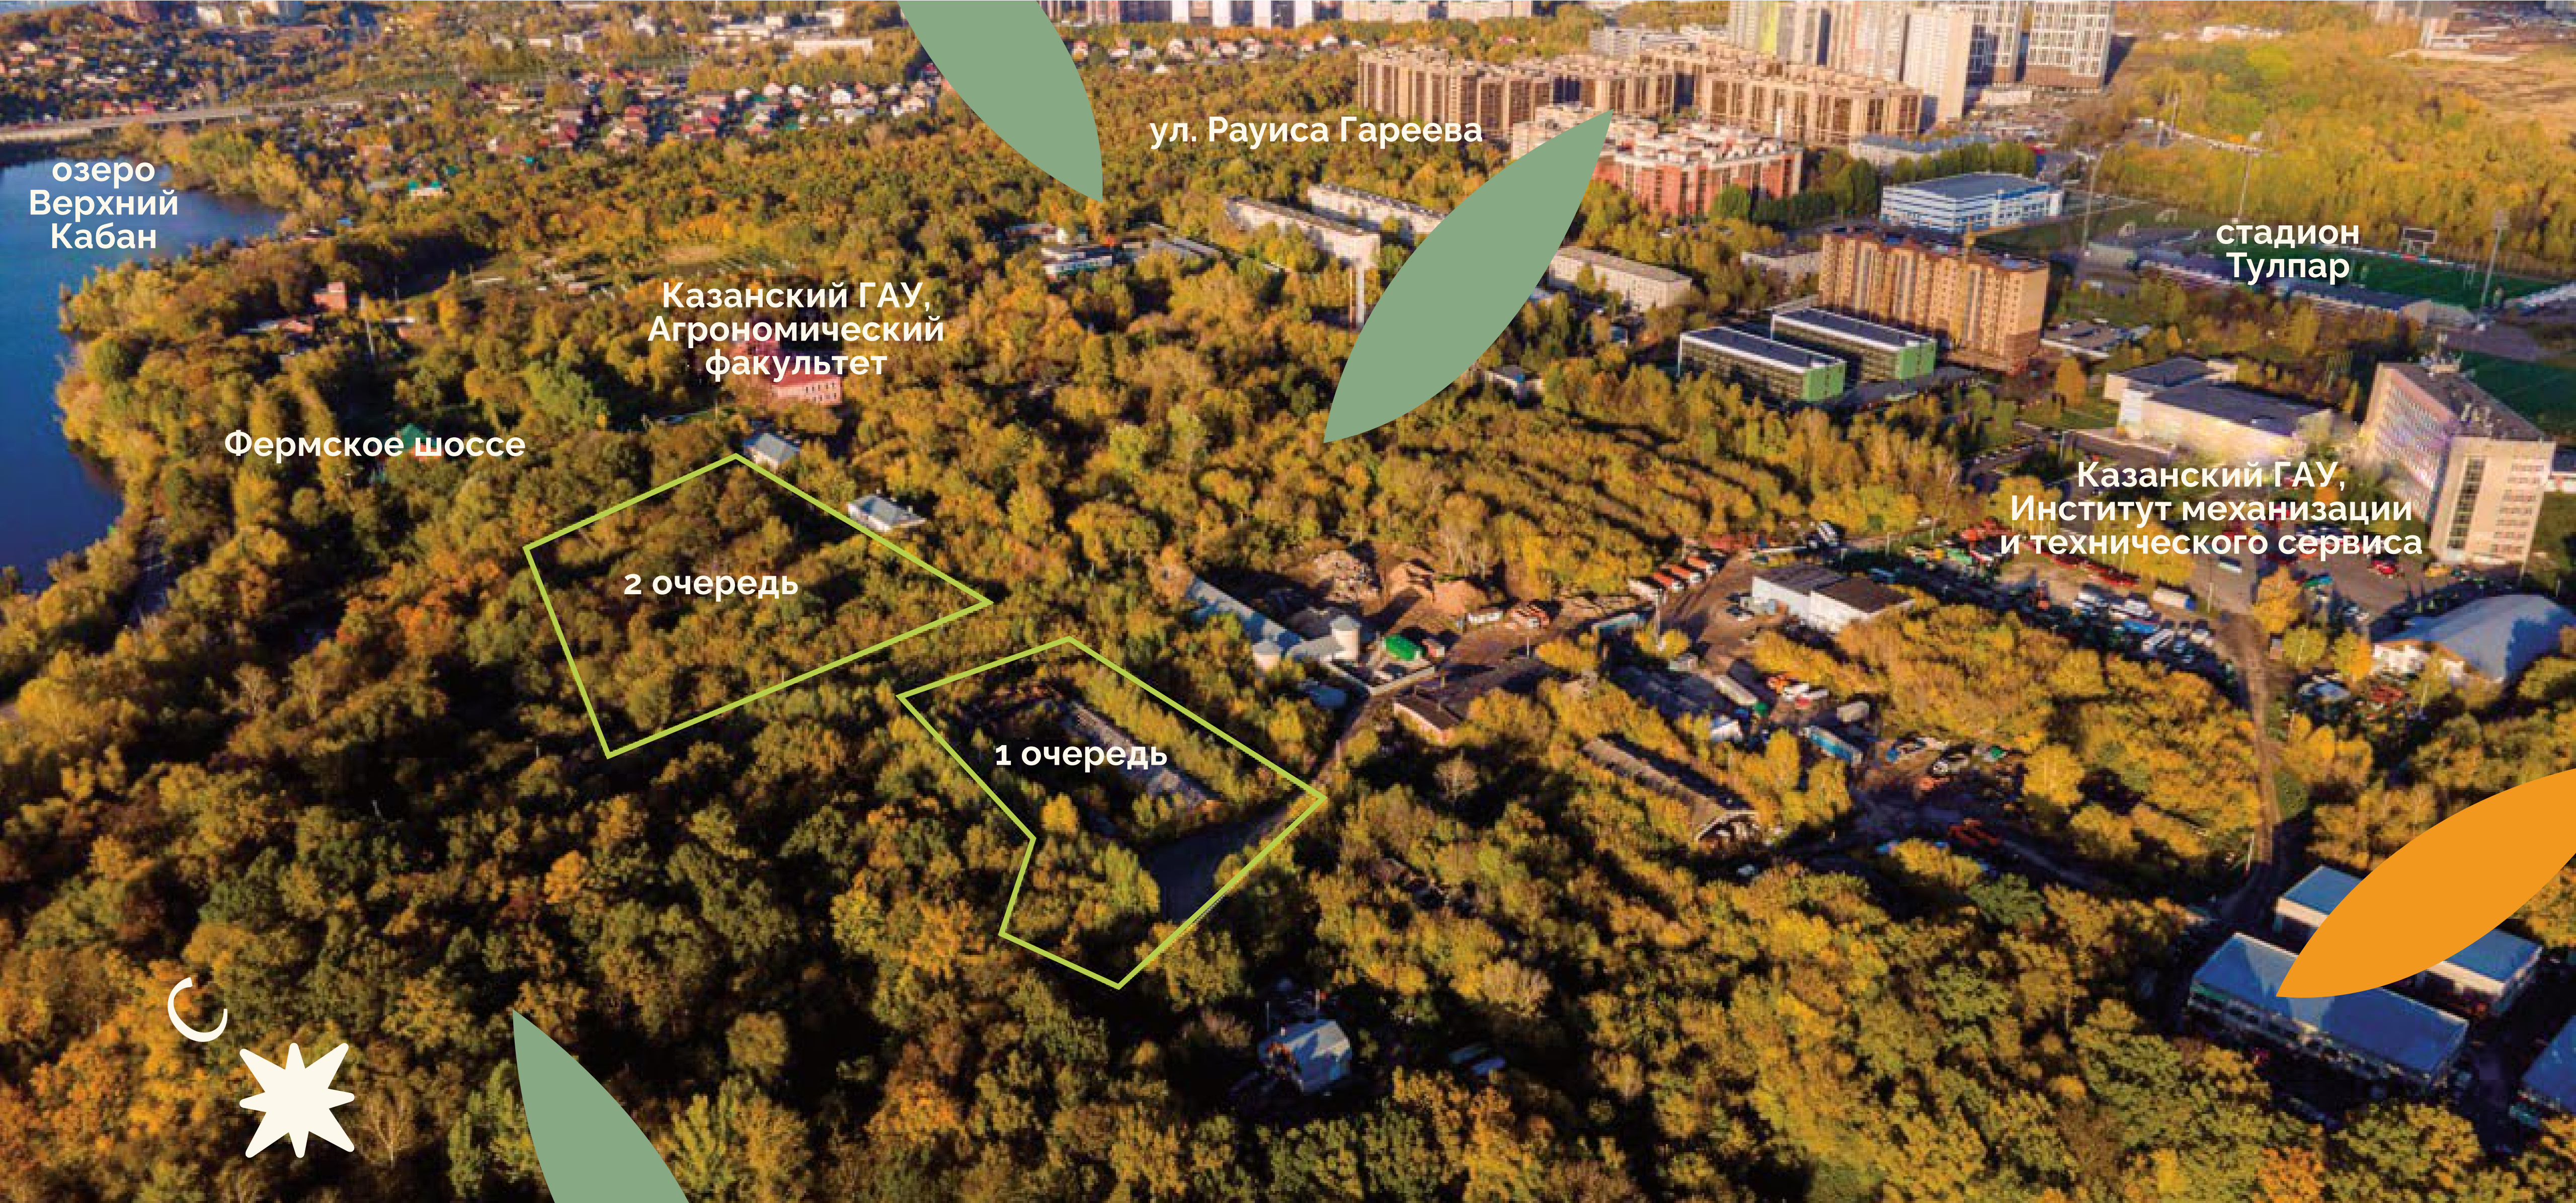 ул. Рауиса Гареева
озеро
Верхний
Кабан
стадион
Тулпар
Казанский ГАУ,
Агрономический
факультет
Фермское шоссе
Казанский ГАУ,
Институт механизации
и технического сервиса
2 очередь
1 очередь